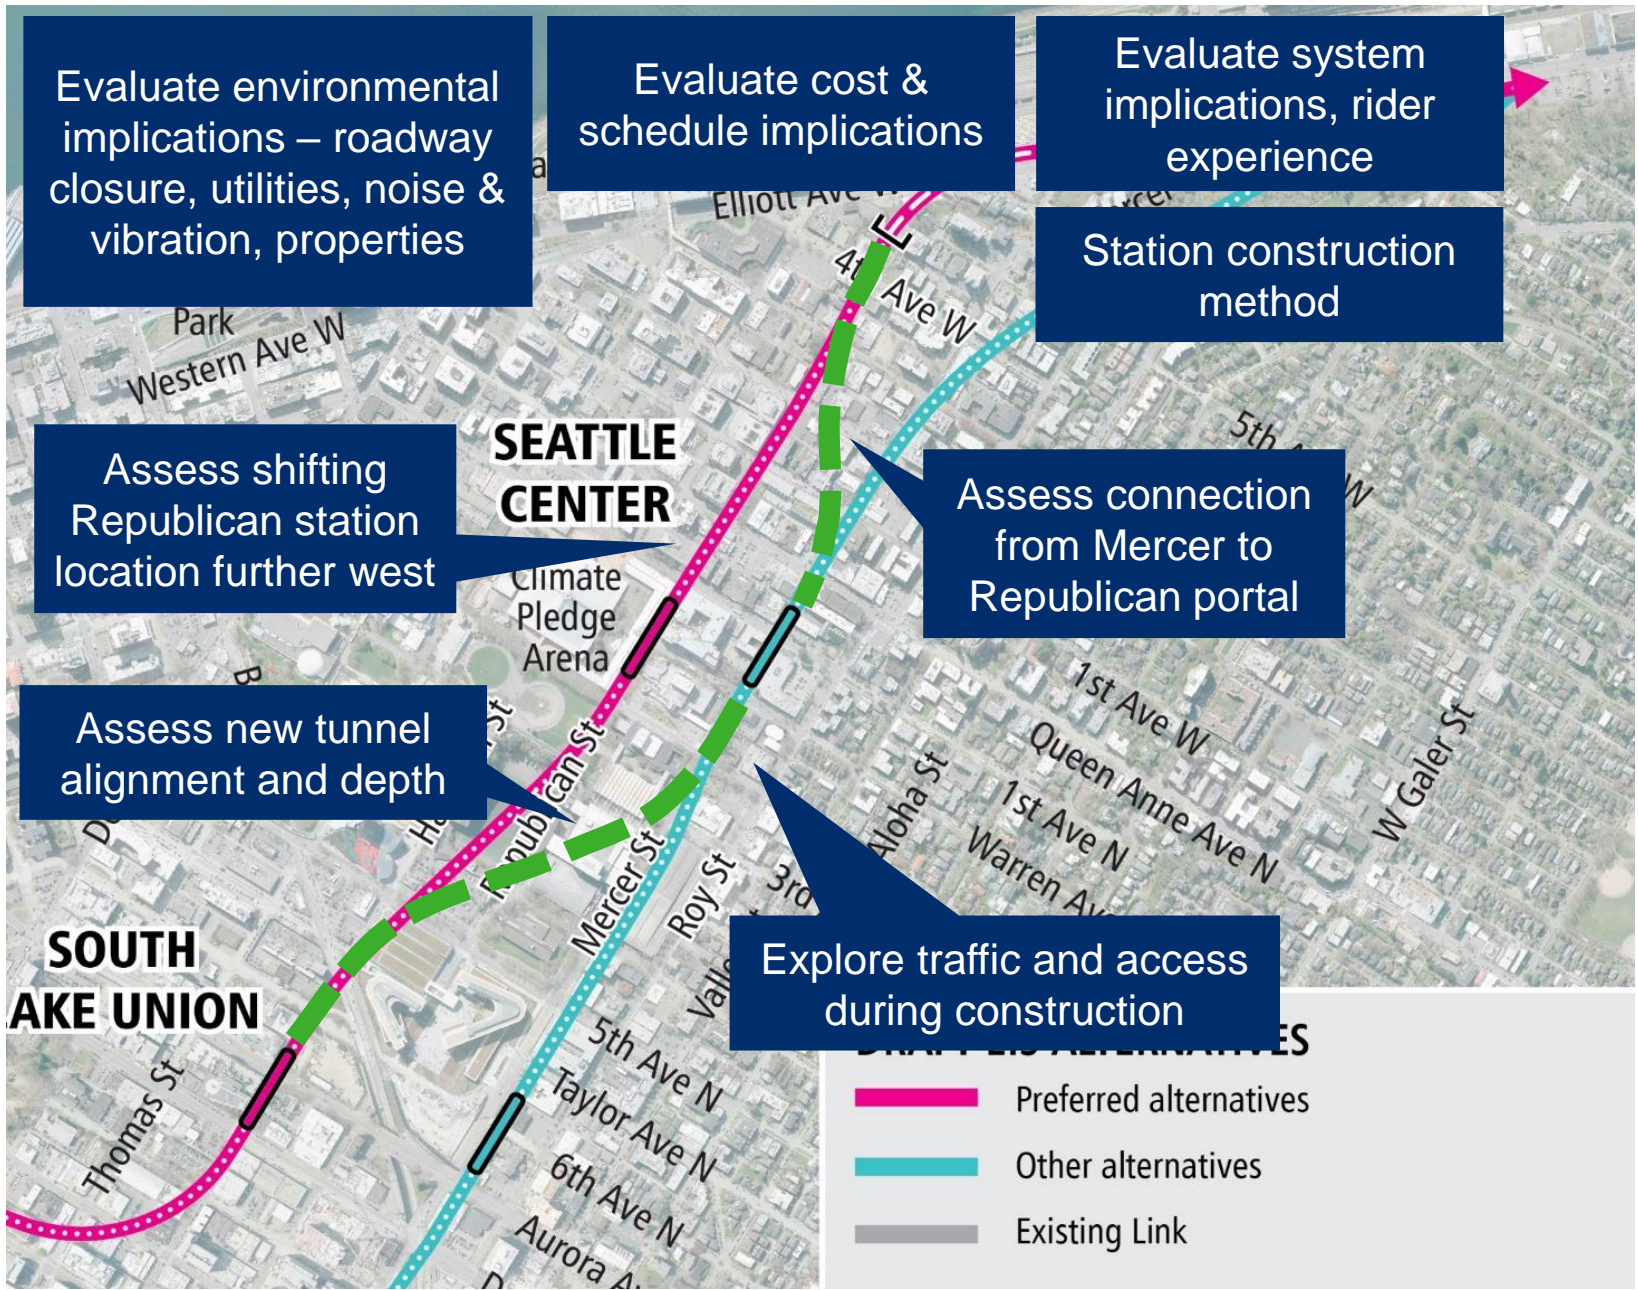 Evaluate environmental
implications – roadway
closure, utilities, noise &
vibration, properties
Evaluate cost &
schedule implications
Evaluate system
implications, rider
experience
Station construction
method
Elliott Ave W
4th Ave W
Park
Western Ave W
5th Ave W
SEATTLE
CENTER
Assess shifting
Republican station
location further west
Climate
Pledge
Arena
Assess connection
from Mercer to
Republican portal
Assess new tunnel
alignment and depth
Republican St
Mercer St
Roy St
3rd
Aloha St
1st Ave W
Queen Anne Ave N
1st Ave N
Warren Av
W Galer St
Explore traffic and access
during construction
SOUTH
AKE UNION
Thomas St
5th Ave N
Taylor Ave N
6th Ave N
Aurora Av
Preferred alternatives
Other alternatives
Existing Link